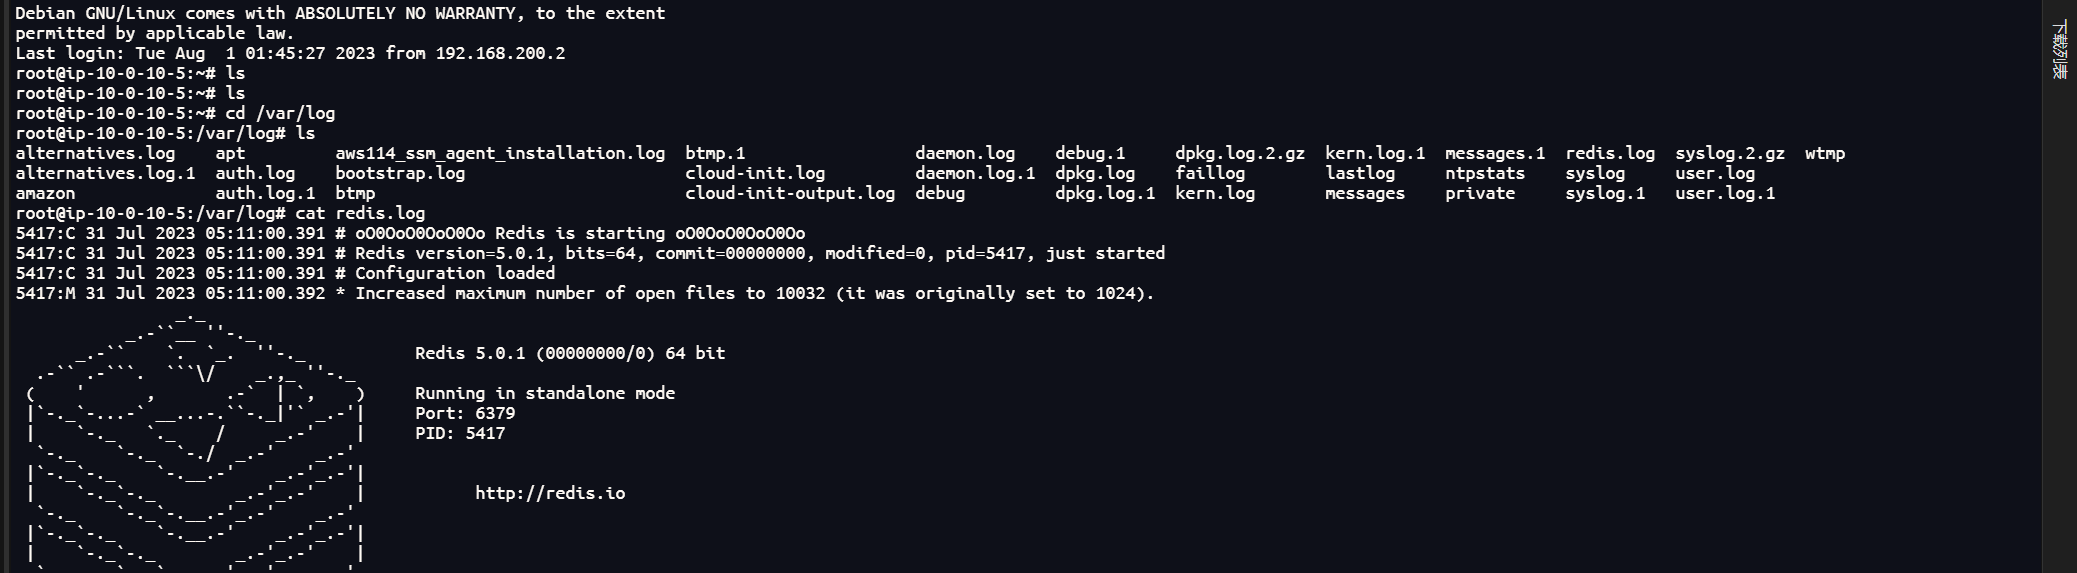 Debian GNU/Linux comes with ABSOLUTELY NO WARRANTY, to the extent
permitted by applicable law.
Last login: Tue Aug  1 01:45:27 2023 from 192.168.200.2
root@ip-10-0-10-5:~# ls
root@ip-10-0-10-5:~# ls
root@ip-10-0-10-5:~# cd /var/log
root@ip-10-0-10-5:/var/log# ls
alternatives.log    apt         aws114_ssm_agent_installation.log  btmp.1                 daemon.log    debug.1     dpkg.log.2.gz  kern.log.1  messages.1  redis.log  syslog.2.gz  wtmp
alternatives.log.1  auth.log    bootstrap.log                      cloud-init.log         daemon.log.1  dpkg.log    faillog        lastlog     ntpstats    syslog     user.log
amazon              auth.log.1  btmp                               cloud-init-output.log  debug         dpkg.log.1  kern.log       messages    private     syslog.1   user.log.1
root@ip-10-0-10-5:/var/log# cat redis.log
5417:C 31 Jul 2023 05:11:00.391 # oO0OoO0OoO0Oo Redis is starting oO0OoO0OoO0Oo
5417:C 31 Jul 2023 05:11:00.391 # Redis version=5.0.1, bits=64, commit=00000000, modified=0, pid=5417, just started
5417:C 31 Jul 2023 05:11:00.391 # Configuration loaded
5417:M 31 Jul 2023 05:11:00.392 * Increased maximum number of open files to 10032 (it was originally set to 1024).
Redis 5.0.1 (00000000/0) 64 bit
Running in standalone mode
Port: 6379
PID: 5417
http://redis.io
下载列表